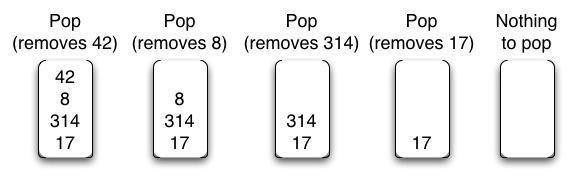 Pop
(removes 42)
Pop
(removes 8)
Pop
(removes 314)
Pop
(removes 17)
Nothing
to pop
42
8
314
17
8
314
17
314
17
17